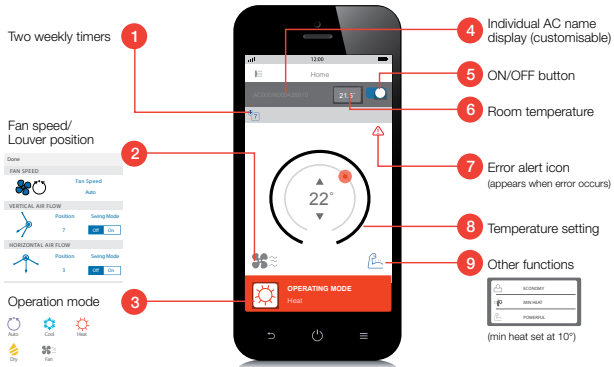 Two weekly timers
1
Fan speed/
Louver position
2
Done
FAN SPEED
Fan Speed
Auto
VERTICAL AIR FLOW
Position
Swing Mode
7
Off
On
HORIZONTAL AIR FLOW
Position
Swing Mode
3
Off
On
Operation mode
3
Auto
Cool
Heat
Dry
Fan
12:00
Home
21.5°
7
22°
OPERATING MODE
Heat
4
Individual AC name
display (customisable)
5
ON/OFF button
6
Room temperature
7
Error alert icon
(appears when error occurs)
8
Temperature setting
9
Other functions
ECONOMY
MIN HEAT
POWERFUL
(min heat set at 10°)